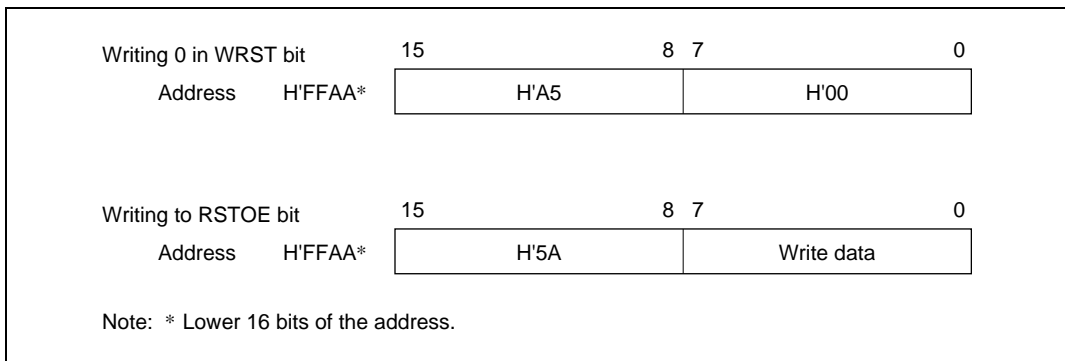 Writing 0 in WRST bit 15 8 7 0
Address H'FFAA* H'A5 H'00
Writing to RSTOE bit 15 8 7 0
Address H'FFAA* H'5A Write data
Note: * Lower 16 bits of the address.